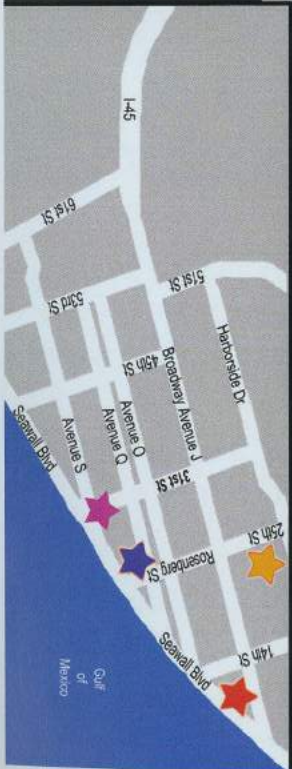 I-45
61st St
53rd St
51st St
Harborside Dr.
Broadway Avenue J
45th St
Avenue O
Avenue Q
Avenue S
Seawall Blvd
31st St
25th St
Rosenberg St
14th St
Seawall Blvd
Gulf
of
Mexico